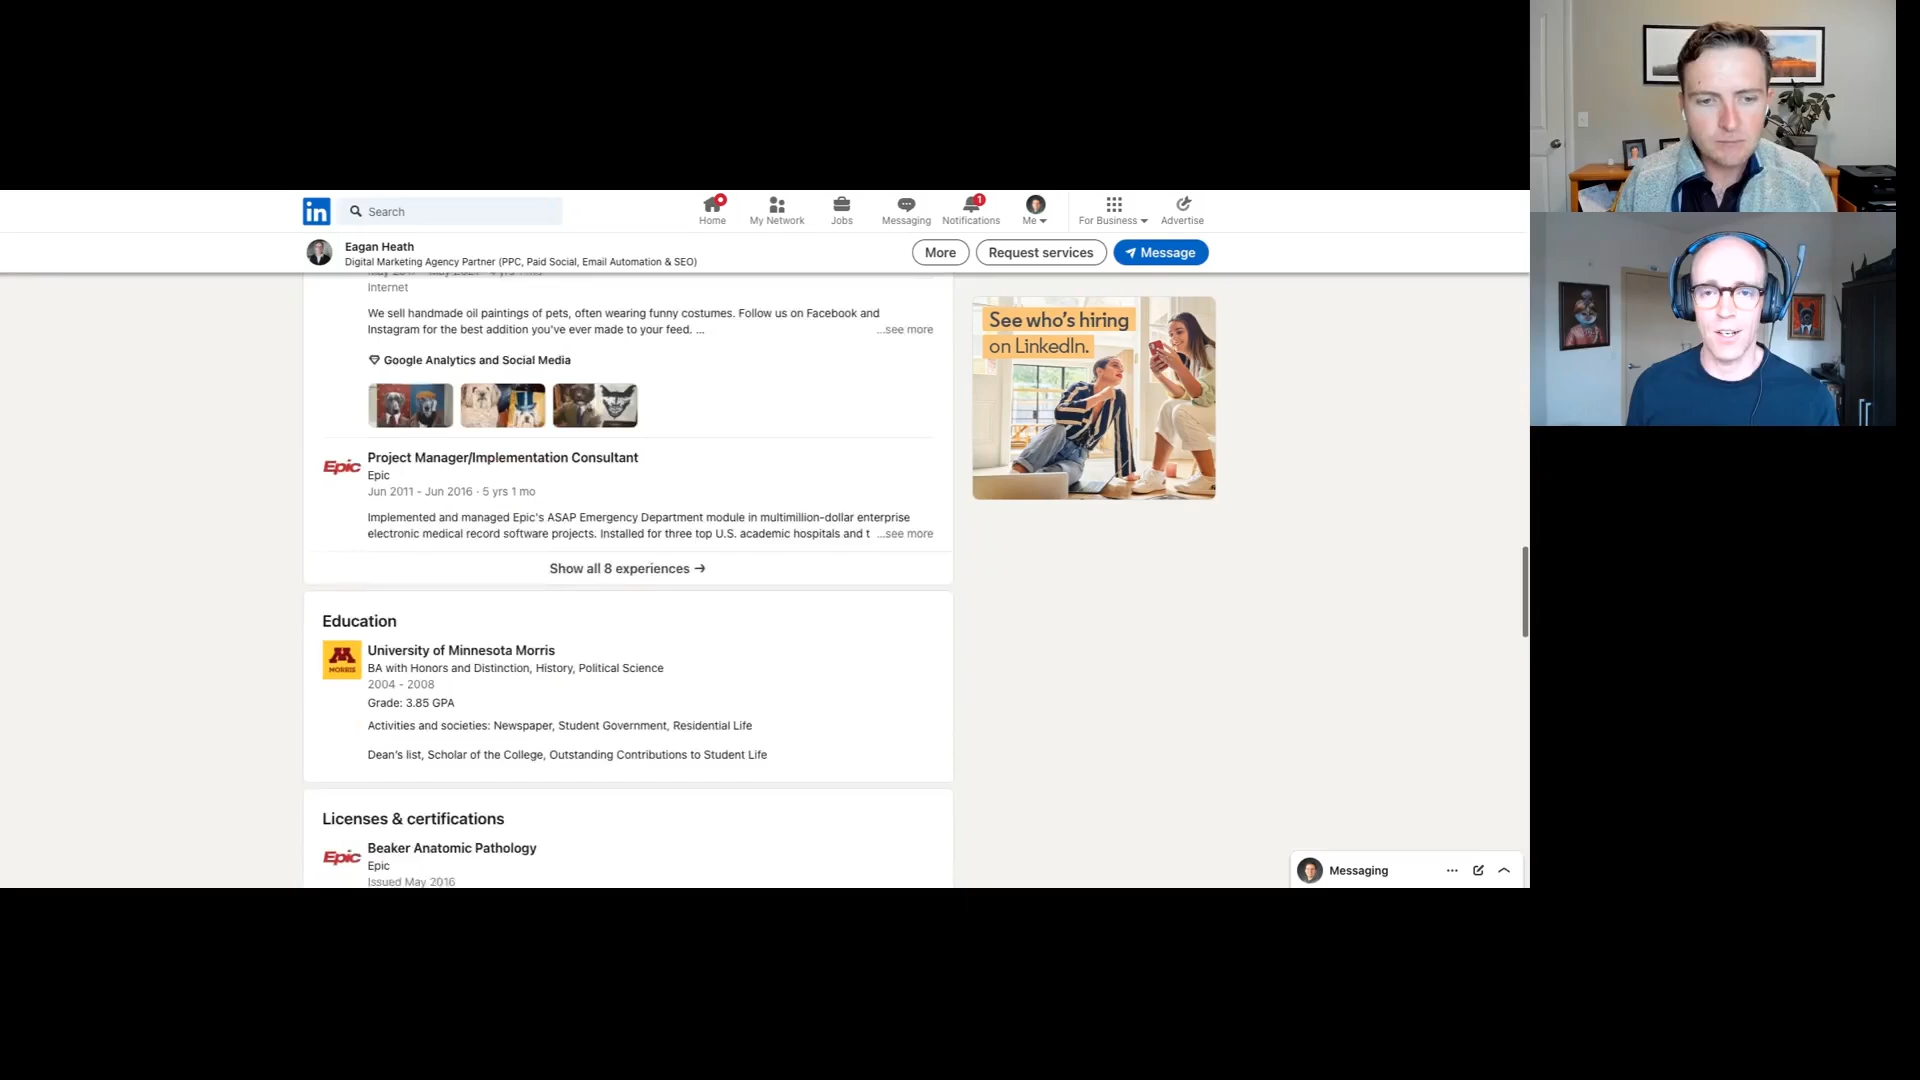 in
Search
Home
My Network
Jobs
Messaging
1
Notifications
Me
For Business
Advertise
Eagan Heath
Digital Marketing Agency Partner (PPC, Paid Social, Email Automation & SEO)
More
Request services
Message
Internet
We sell handmade oil paintings of pets, often wearing funny costumes. Follow us on Facebook and
Instagram for the best addition you've ever made to your feed. ...
...see more
Google Analytics and Social Media
See who's hiring
on LinkedIn.
Epic
Project Manager/Implementation Consultant
Epic
Jun 2011 - Jun 2016 · 5 yrs 1 mo
Implemented and managed Epic's ASAP Emergency Department module in multimillion-dollar enterprise
electronic medical record software projects. Installed for three top U.S. academic hospitals and t ...see more
Show all 8 experiences →
Education
M
MORRIS
University of Minnesota Morris
BA with Honors and Distinction, History, Political Science
2004 - 2008
Grade: 3.85 GPA
Activities and societies: Newspaper, Student Government, Residential Life
Dean's list, Scholar of the College, Outstanding Contributions to Student Life
Licenses & certifications
Epic
Beaker Anatomic Pathology
Epic
Issued May 2016
Messaging